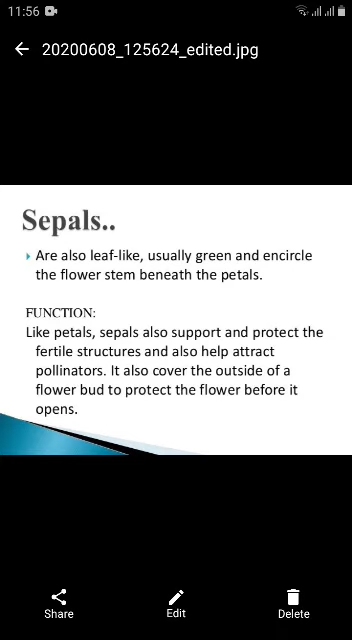 11:56
20200608_125624_edited.jpg
Sepals..
Are also leaf-like, usually green and encircle
the flower stem beneath the petals.
FUNCTION:
Like petals, sepals also support and protect the
fertile structures and also help attract
pollinators. It also cover the outside of a
flower bud to protect the flower before it
opens.
Share Edit Delete